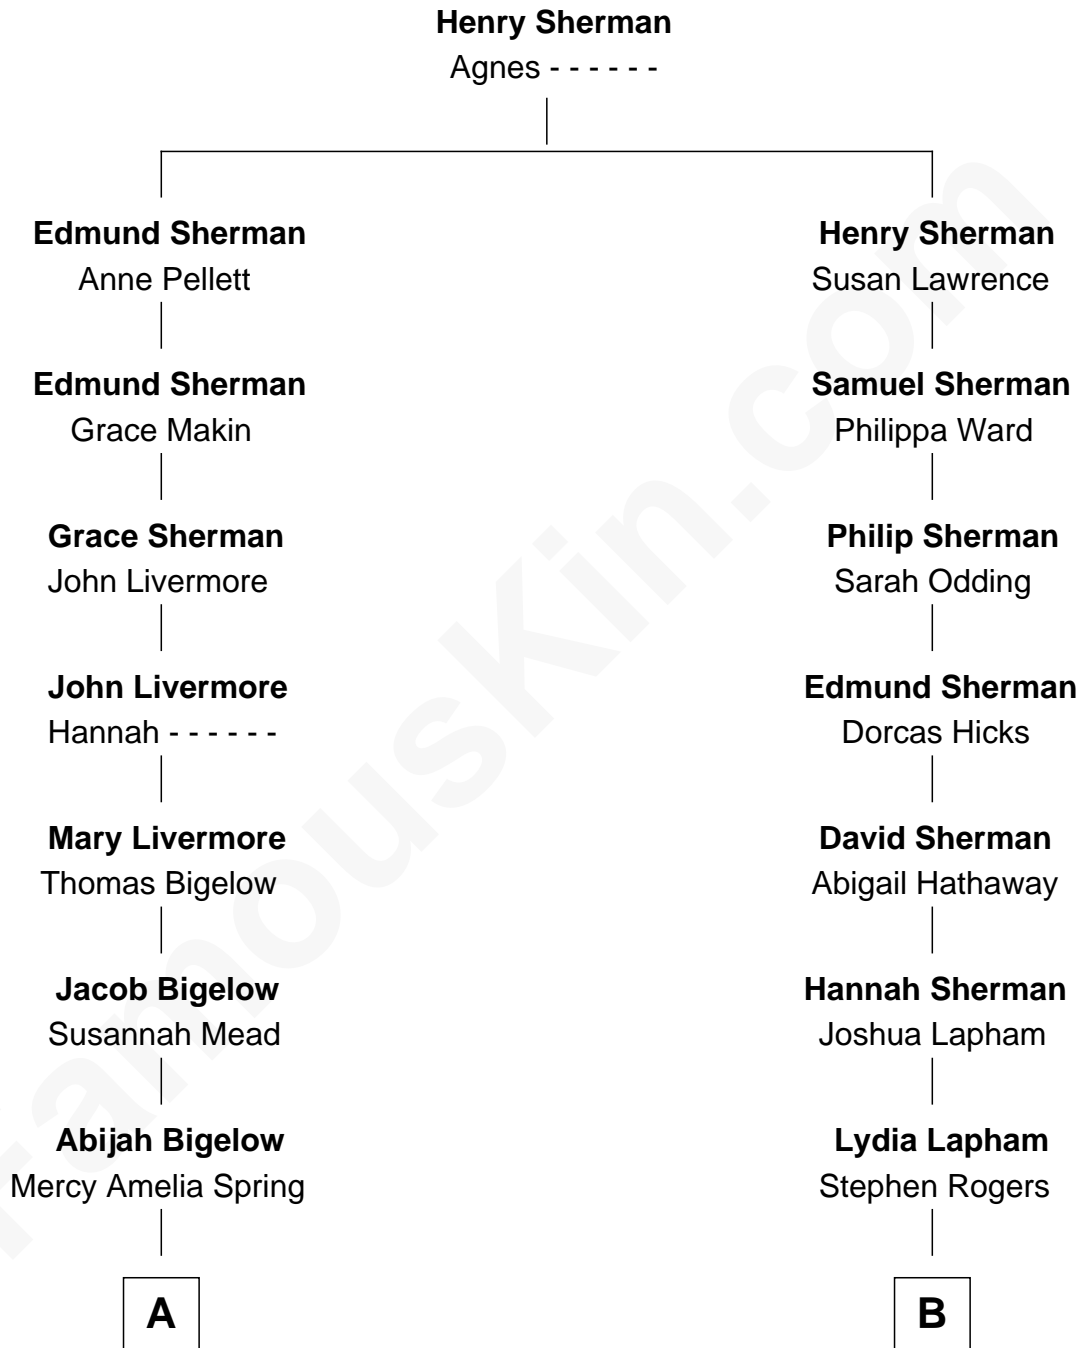 Henry Sherman
Agnes - - - - - -
Edmund Sherman
Anne Pellett
Henry Sherman
Susan Lawrence
Edmund Sherman
Grace Makin
Samuel Sherman
Philippa Ward
Grace Sherman
John Livermore
Philip Sherman
Sarah Odding
John Livermore
Hannah - - - - - -
Edmund Sherman
Dorcas Hicks
Mary Livermore
Thomas Bigelow
David Sherman
Abigail Hathaway
Jacob Bigelow
Susannah Mead
Hannah Sherman
Joshua Lapham
Abijah Bigelow
Mercy Amelia Spring
Lydia Lapham
Stephen Rogers
A
B
FamousKin.com